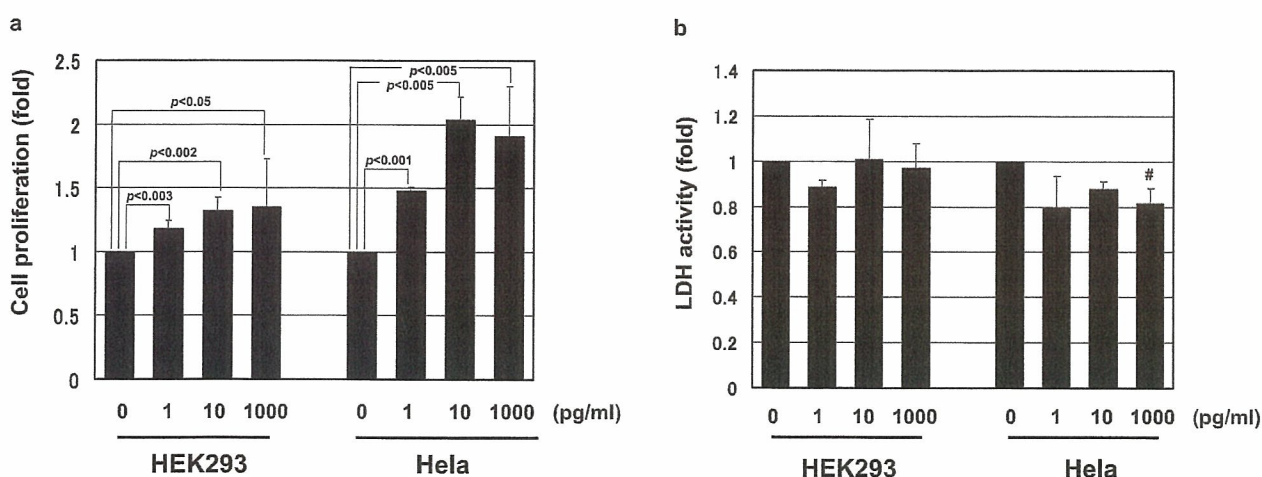 a
Cell proliferation (fold)
2.5
2
1.5
1
0.5
0
p<0.05
p<0.002
p<0.003
p<0.005
p<0.005
p<0.001
0 1 10 1000 0 1 10 1000 (pg/ml)
HEK293 Hela
b
LDH activity (fold)
1.4
1.2
1
0.8
0.6
0.4
0.2
0
#
0 1 10 1000 0 1 10 1000 (pg/ml)
HEK293 Hela